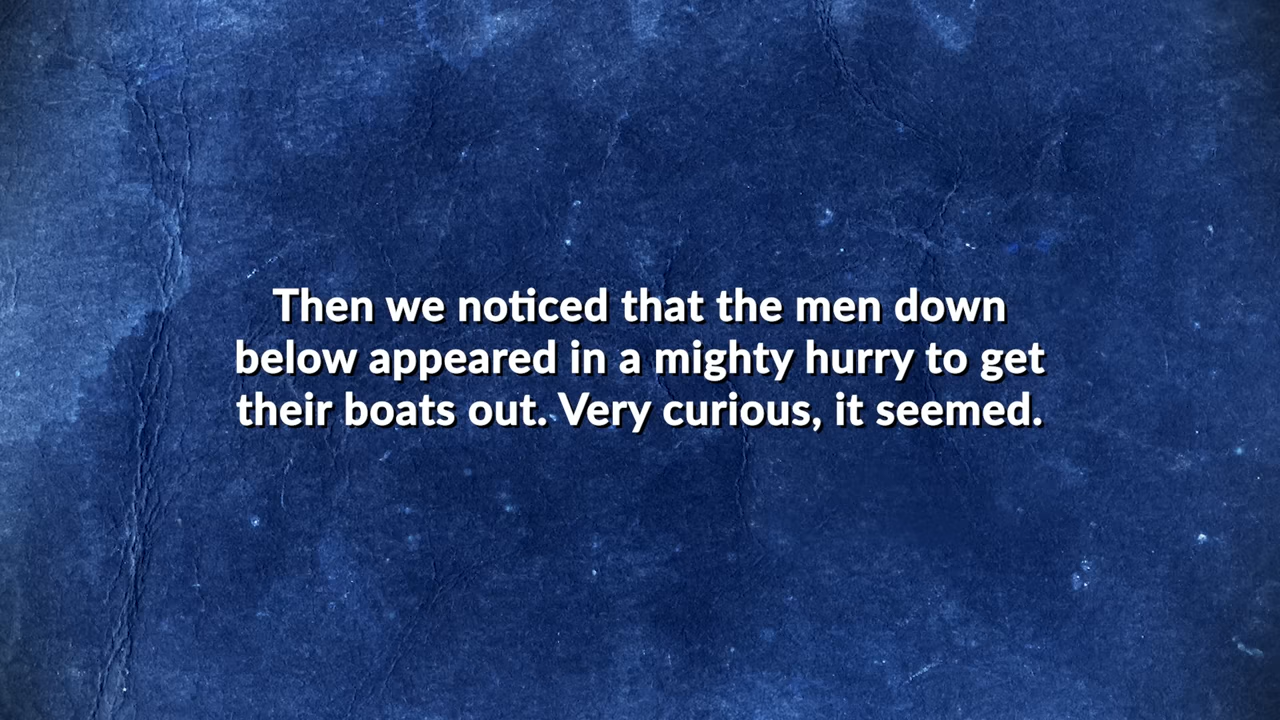 Then we noticed that the men down
below appeared in a mighty hurry to get
their boats out. Very curious, it seemed.